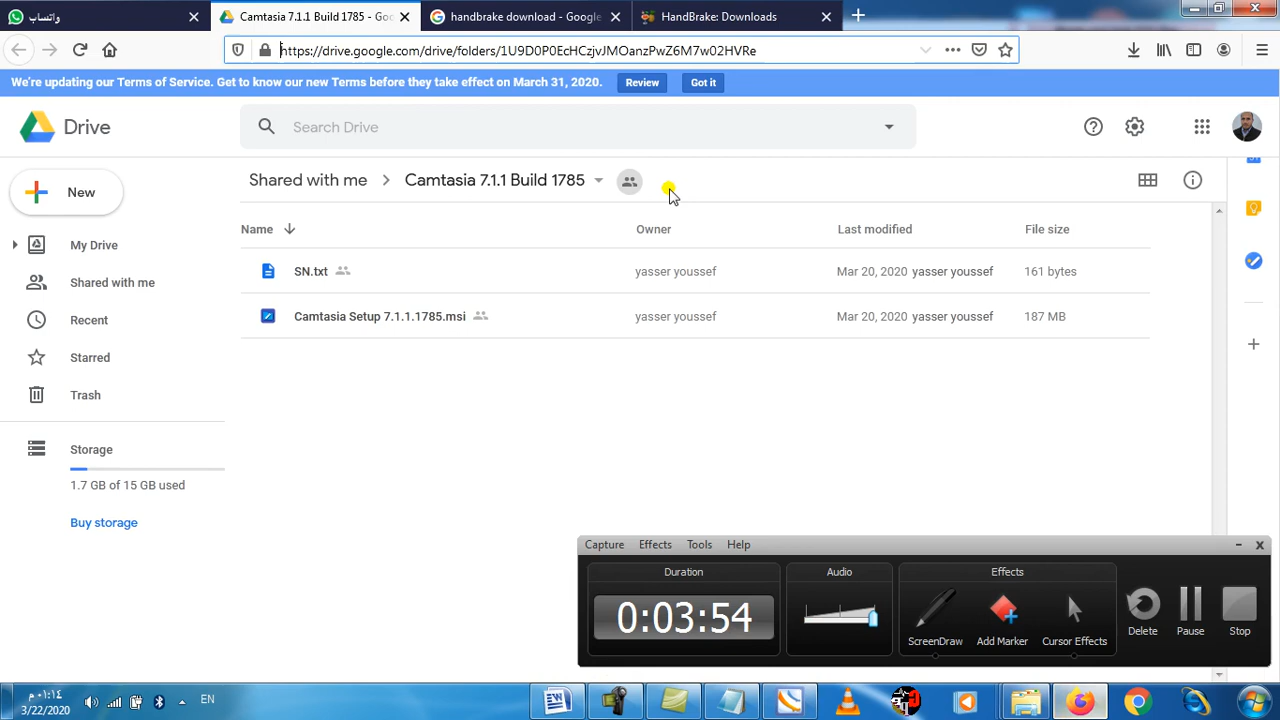 واتساب
Camtasia 7.1.1 Build 1785 - Goo
handbrake download - Google
HandBrake: Downloads
https://drive.google.com/drive/folders/1U9D0P0EcHCzjvJMOanzPwZ6M7w02HVRe
We're updating our Terms of Service. Get to know our new Terms before they take effect on March 31, 2020.
Review
Got it
Drive
Search Drive
New
Shared with me
Camtasia 7.1.1 Build 1785
Name
Owner
Last modified
File size
My Drive
SN.txt
yasser youssef
Mar 20, 2020 yasser youssef
161 bytes
Shared with me
Recent
Camtasia Setup 7.1.1.1785.msi
yasser youssef
Mar 20, 2020 yasser youssef
187 MB
Starred
Trash
Storage
1.7 GB of 15 GB used
Buy storage
Capture
Effects
Tools
Help
Duration
Audio
Effects
0:03:54
ScreenDraw
Add Marker
Cursor Effects
Delete
Pause
Stop
٠١:١٤ م
3/22/2020
EN